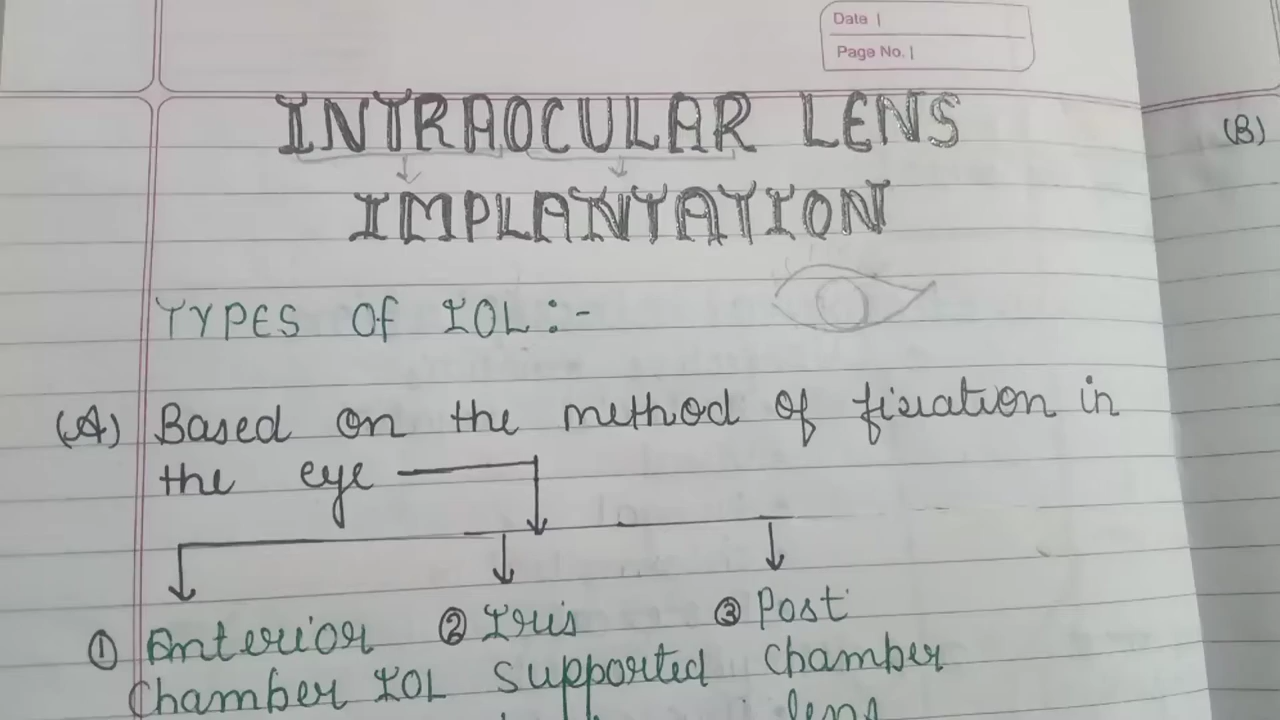 Date
Page No.
INTRAOCULAR LENS
IMPLANTATION
(B)
TYPES OF IOL:-
(A) Based on the method of fixation in
the eye
① Anterior ② Iris ③ Post
Chamber IOL supported chamber
lens